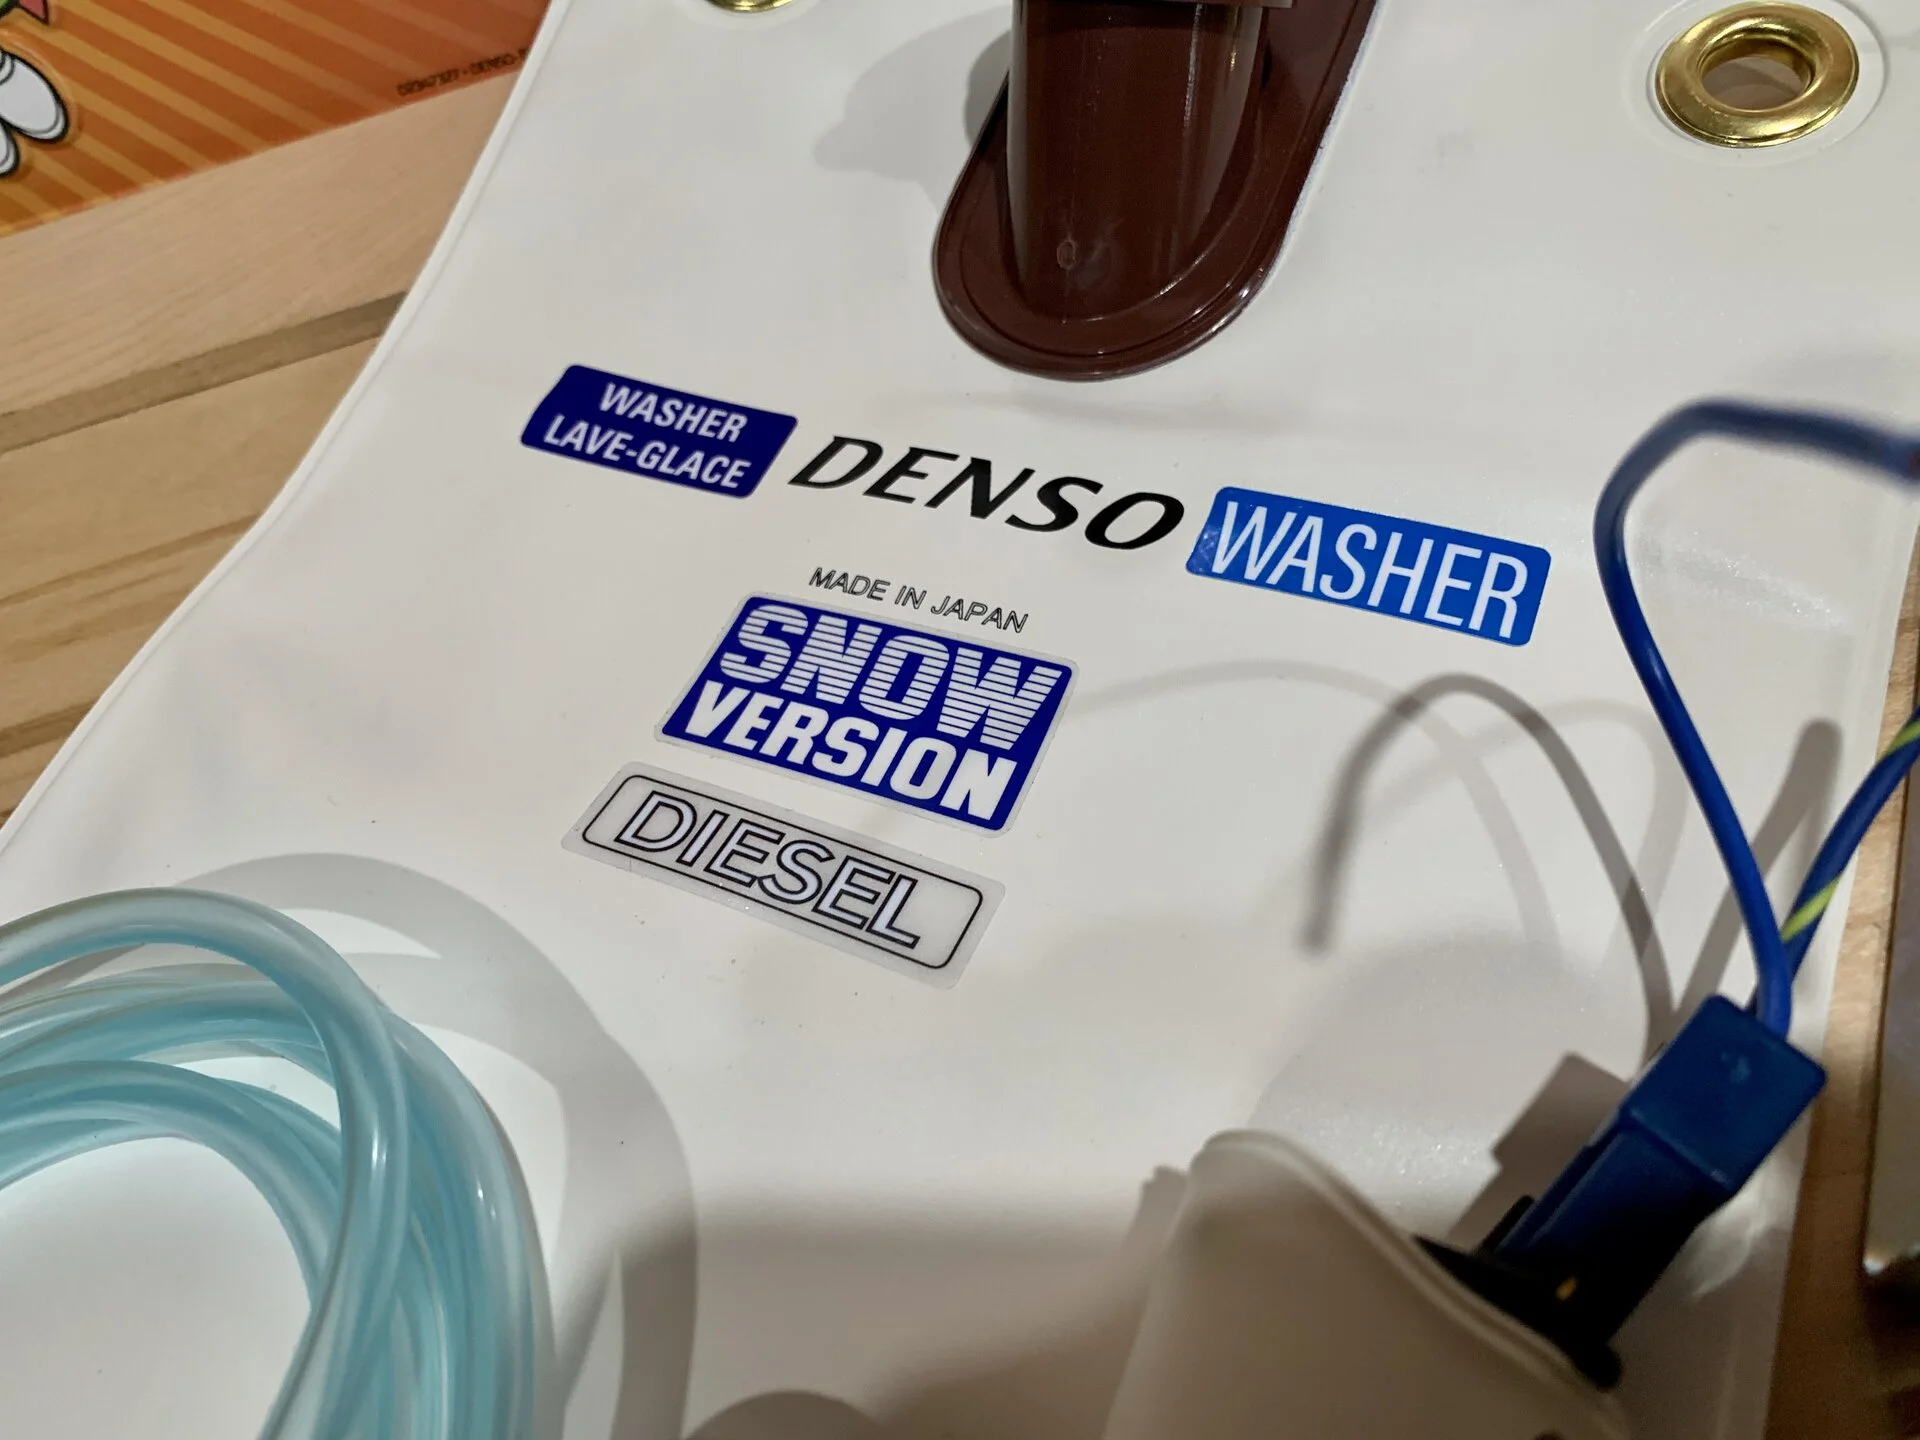 WASHER
LAVE-GLACE
DENSO
WASHER
MADE IN JAPAN
SNOW
VERSION
DIESEL